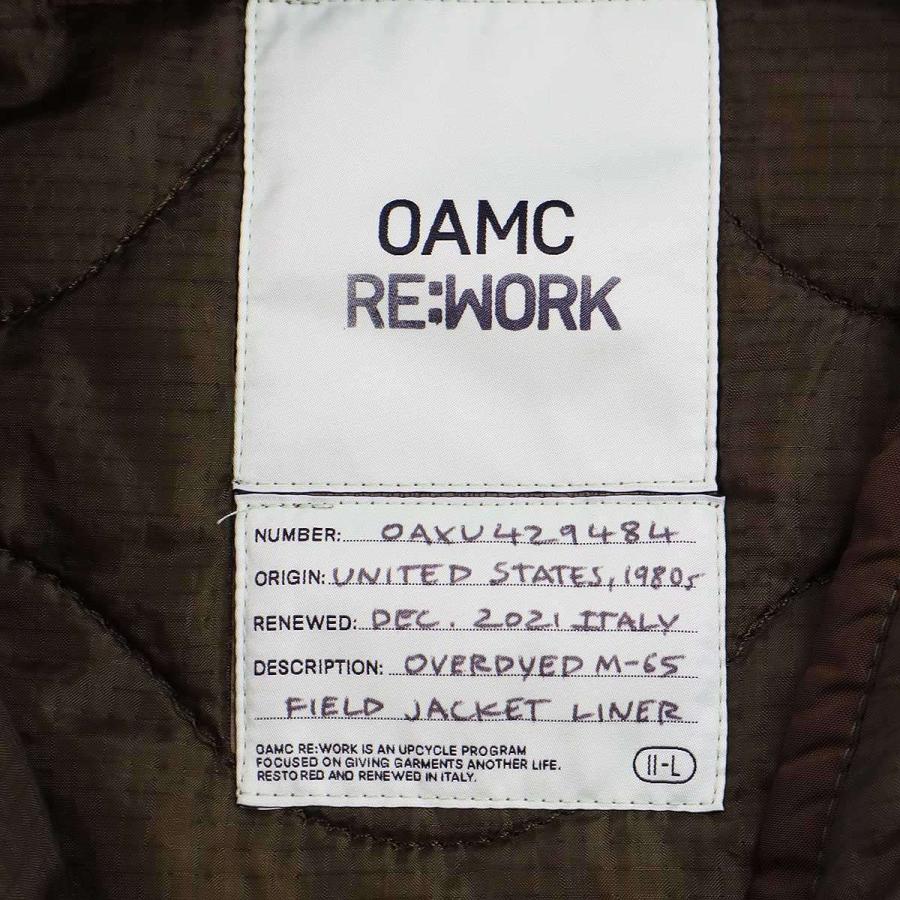 OAMC
RE:WORK
NUMBER: OAXU429484
ORIGIN: UNITED STATES, 1980s
RENEWED: DEC. 2021 ITALY
DESCRIPTION: OVERDYED M-65
FIELD JACKET LINER
OAMC RE:WORK IS AN UPCYCLE PROGRAM
FOCUSED ON GIVING GARMENTS ANOTHER LIFE.
RESTORED AND RENEWED IN ITALY.
II-L